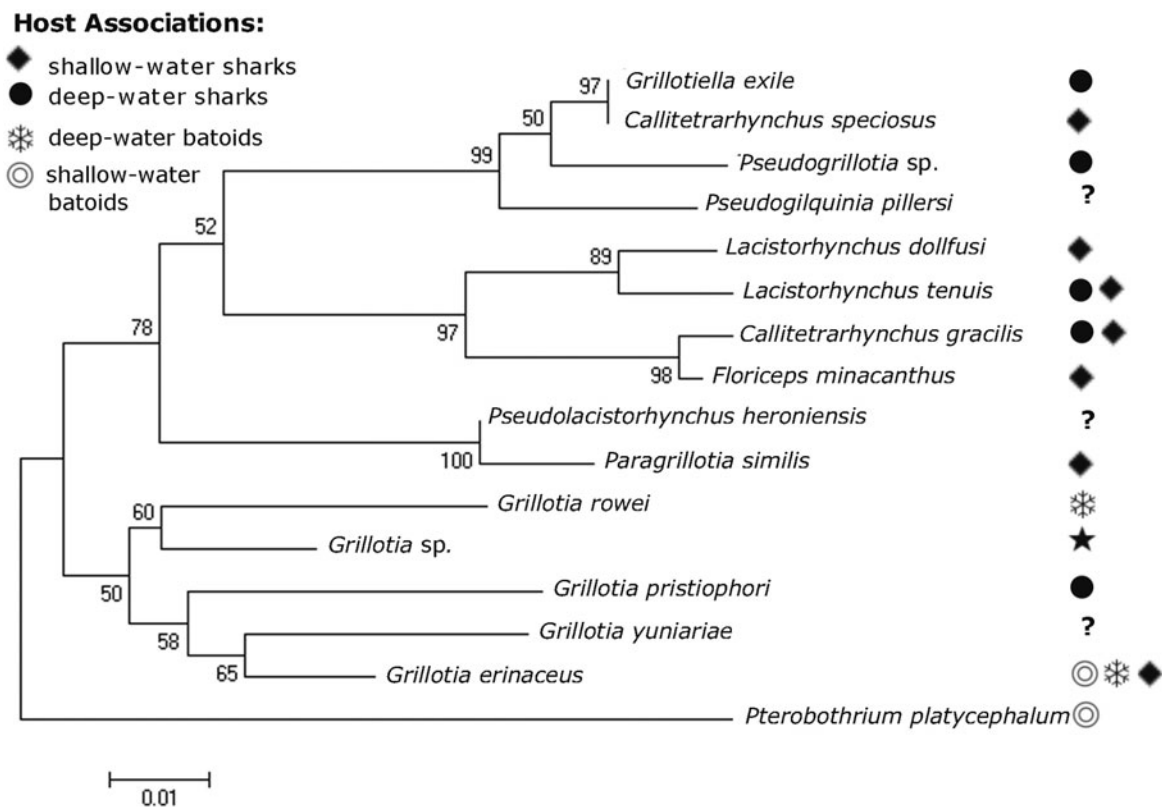 Host Associations:
shallow-water sharks
deep-water sharks
deep-water batoids
shallow-water
batoids
97
Grillotiella exile
Callitetrarhynchus speciosus
50
Pseudogrillotia sp.
99
Pseudogilquinia pillersi
?
52
Lacistorhynchus dollfusi
89
Lacistorhynchus tenuis
78
97
Callitetrarhynchus gracilis
98
Floriceps minacanthus
Pseudolacistorhynchus heroniensis
?
100
Paragrillotia similis
Grillotia rowei
60
Grillotia sp.
50
Grillotia pristiophori
58
Grillotia yuniariae
?
65
Grillotia erinaceus
Pterobothrium platycephalum
0.01